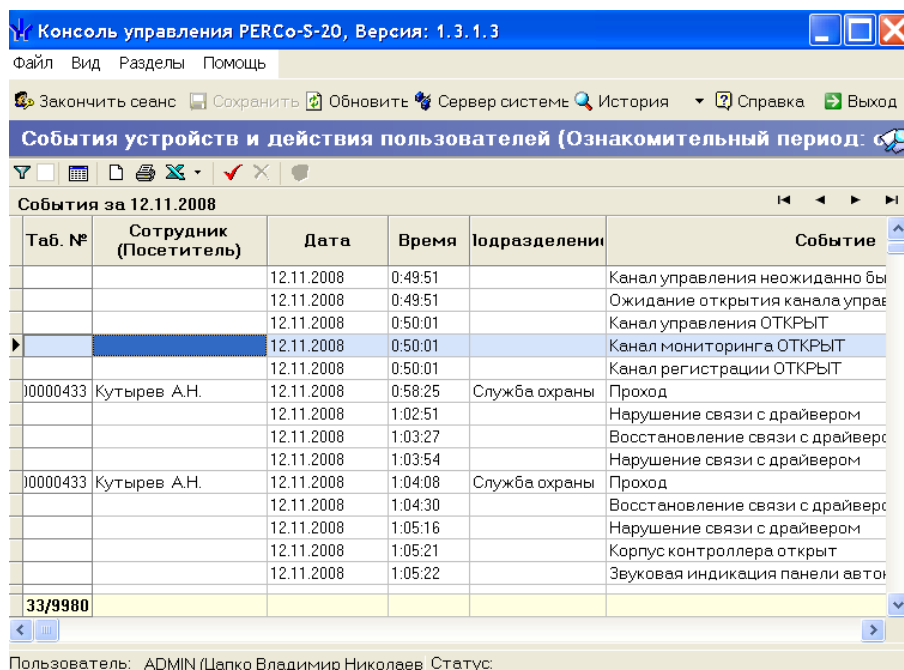 Консоль управления PERCo-S-20, Версия: 1.3.1.3
Файл Вид Разделы Помощь
Закончить сеанс Сохранить Обновить Сервер системы История Справка Выход
События устройств и действия пользователей (Ознакомительный период:
События за 12.11.2008
Таб. № Сотрудник (Посетитель) Дата Время Подразделени Событие
12.11.2008 0:49:51 Канал управления неожиданно бы
12.11.2008 0:49:51 Ожидание открытия канала управ
12.11.2008 0:50:01 Канал управления ОТКРЫТ
12.11.2008 0:50:01 Канал мониторинга ОТКРЫТ
12.11.2008 0:50:01 Канал регистрации ОТКРЫТ
00000433 Кутырев А.Н. 12.11.2008 0:58:25 Служба охраны Проход
12.11.2008 1:02:51 Нарушение связи с драйвером
12.11.2008 1:03:27 Восстановление связи с драйверо
12.11.2008 1:03:54 Нарушение связи с драйвером
00000433 Кутырев А.Н. 12.11.2008 1:04:08 Служба охраны Проход
12.11.2008 1:04:30 Восстановление связи с драйверо
12.11.2008 1:05:16 Нарушение связи с драйвером
12.11.2008 1:05:21 Корпус контроллера открыт
12.11.2008 1:05:22 Звуковая индикация панели автон
33/9980
Пользователь: ADMIN (Цапко Владимир Николаев Статус: